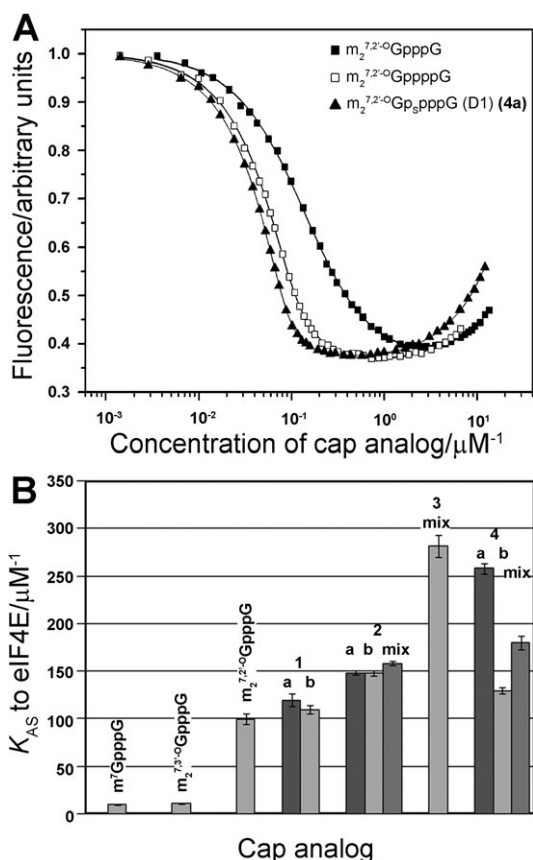 A
1.0
0.9
0.8
0.7
0.6
0.5
0.4
0.3
Fluorescence/arbitrary units
■ m₂⁷,²'⁻ᴼGpppG
□ m₂⁷,²'⁻ᴼGppppG
▲ m₂⁷,²'⁻ᴼGpₛpppG (D1) (4a)
10⁻³ 10⁻² 10⁻¹ 10⁰ 10¹
Concentration of cap analog/μM⁻¹
B
350
300
250
200
150
100
50
0
K_AS to eIF4E/μM⁻¹
m⁷GpppG
m₂⁷,³'⁻ᴼGpppG
m₂⁷,²'⁻ᴼGppppG
1
a b
2
a b mix
3
mix
4
a b
mix
Cap analog